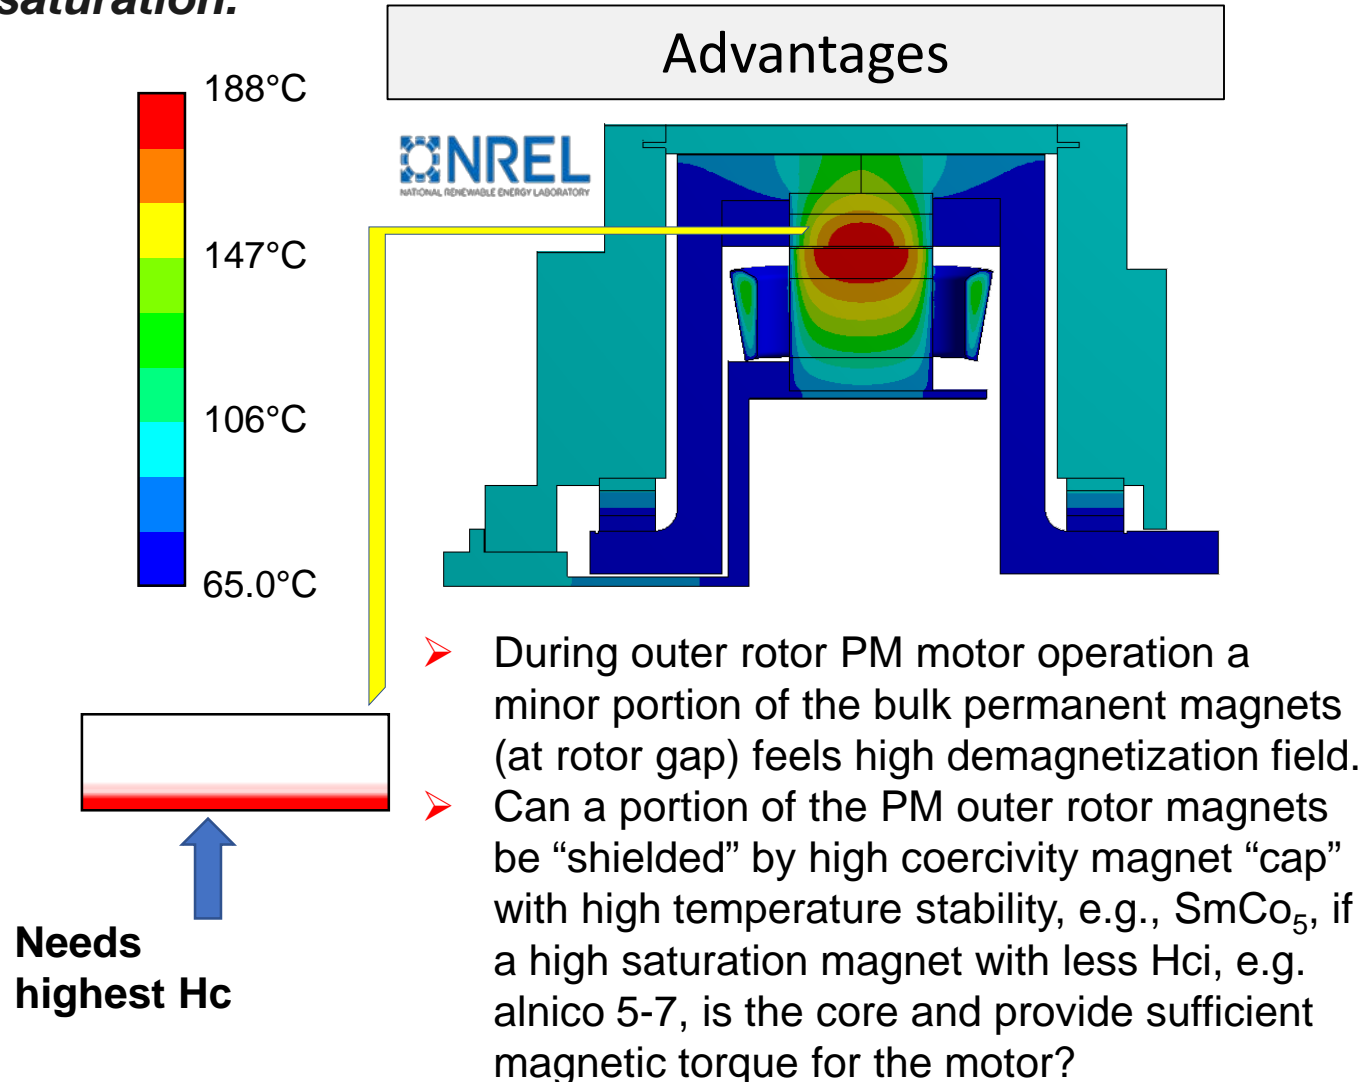 saturation.
Advantages
188°C
NREL
NATIONAL RENEWABLE ENERGY LABORATORY
147°C
106°C
65.0°C
➢ During outer rotor PM motor operation a
minor portion of the bulk permanent magnets
(at rotor gap) feels high demagnetization field.
➢ Can a portion of the PM outer rotor magnets
be “shielded” by high coercivity magnet “cap”
with high temperature stability, e.g., SmCo₅, if
a high saturation magnet with less Hci, e.g.
alnico 5-7, is the core and provide sufficient
magnetic torque for the motor?
Needs
highest Hc